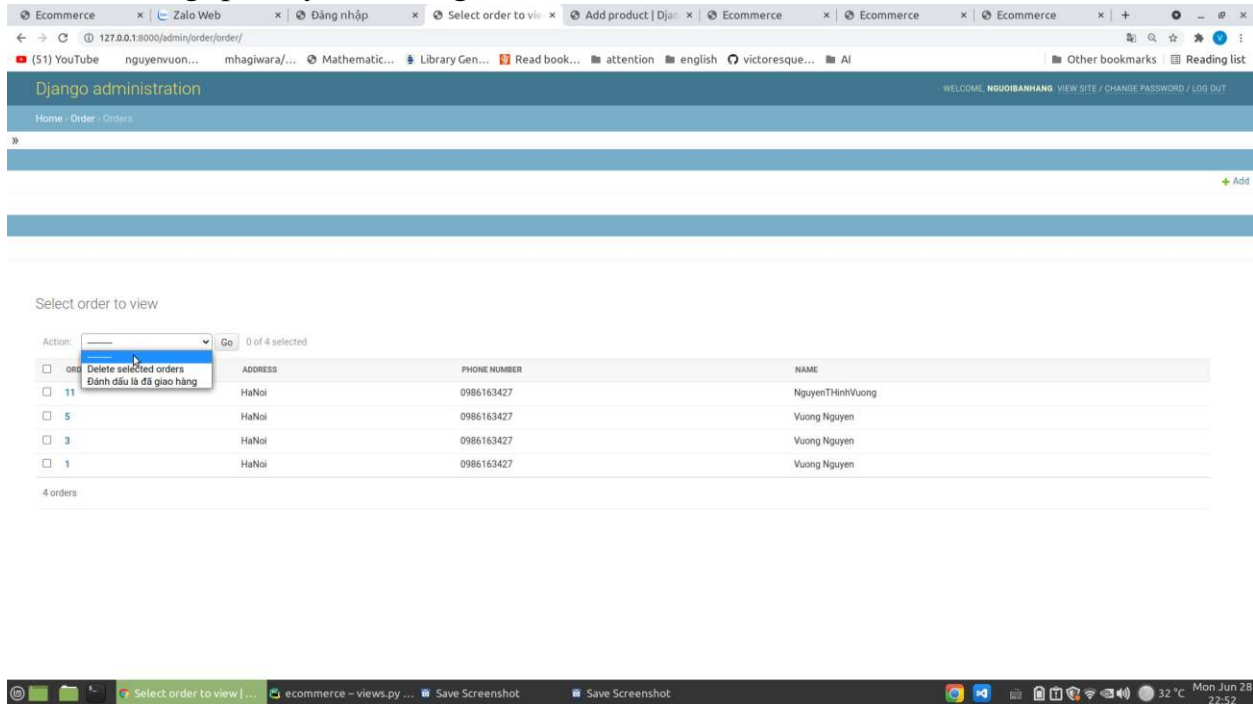 Ecommerce Zalo Web Đăng nhập Select order to vie Add product | Djan Ecommerce Ecommerce Ecommerce
127.0.0.1:8000/admin/order/order/
(51) YouTube nguyenvuon... mhagiwara/... Mathematic... Library Gen... Read book... attention english victoresque... AI Other bookmarks Reading list
Django administration WELCOME, NGUOIBANHANG. VIEW SITE / CHANGE PASSWORD / LOG OUT
Home › Order › Orders
»
+ Add
Select order to view
Action: --------- Go 0 of 4 selected
---------
Delete selected orders
Đánh dấu là đã giao hàng
ORD ADDRESS PHONE NUMBER NAME
11 HaNoi 0986163427 NguyenTHinhVuong
5 HaNoi 0986163427 Vuong Nguyen
3 HaNoi 0986163427 Vuong Nguyen
1 HaNoi 0986163427 Vuong Nguyen
4 orders
Select order to view | ... ecommerce – views.py ... Save Screenshot Save Screenshot 32 °C Mon Jun 28
22:52